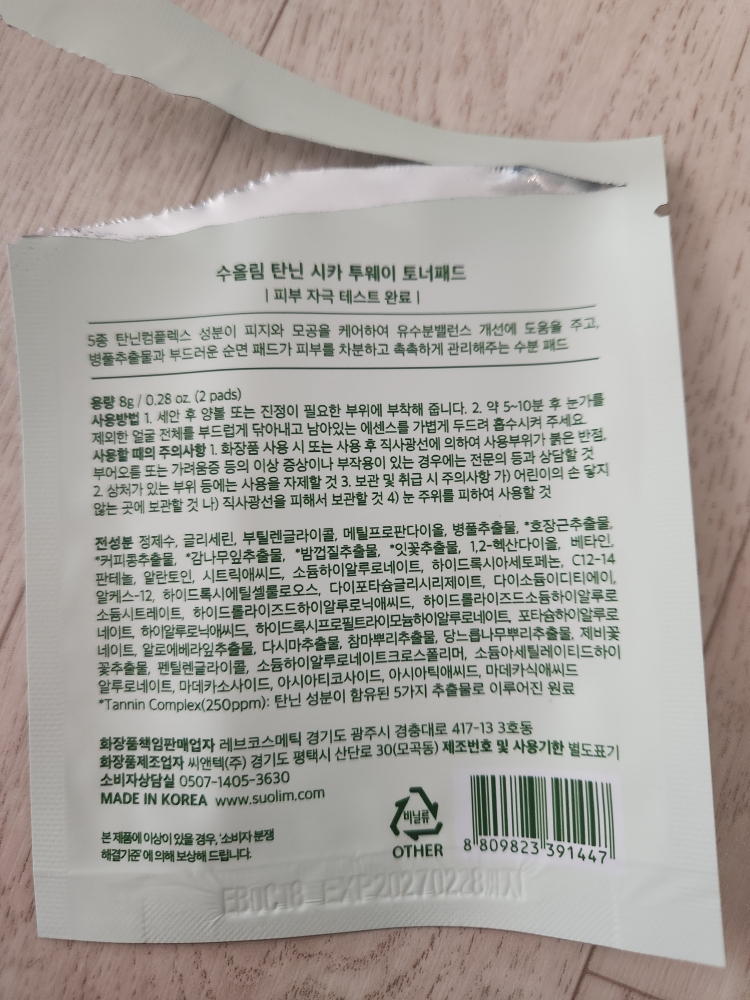 수올림 탄닌 시카 투웨이 토너패드
| 피부 자극 테스트 완료 |
5종 탄닌컴플렉스 성분이 피지와 모공을 케어하여 유수분밸런스 개선에 도움을 주고,
병풀추출물과 부드러운 순면 패드가 피부를 차분하고 촉촉하게 관리해주는 수분 패드
용량 8g / 0.28 oz. (2 pads)
사용방법 1. 세안 후 양볼 또는 진정이 필요한 부위에 부착해 줍니다. 2. 약 5~10분 후 눈가를
제외한 얼굴 전체를 부드럽게 닦아내고 남아있는 에센스를 가볍게 두드려 흡수시켜 주세요.
사용할 때의 주의사항 1. 화장품 사용 시 또는 사용 후 직사광선에 의하여 사용부위가 붉은 반점,
부어오름 또는 가려움증 등의 이상 증상이나 부작용이 있는 경우에는 전문의 등과 상담할 것
2. 상처가 있는 부위 등에는 사용을 자제할 것 3. 보관 및 취급 시 주의사항 가) 어린이의 손 닿지
않는 곳에 보관할 것 나) 직사광선을 피해서 보관할 것 4) 눈 주위를 피하여 사용할 것
전성분 정제수, 글리세린, 부틸렌글라이콜, 메틸프로판다이올, 병풀추출물, *호장근추출물,
*커피콩추출물, *감나무잎추출물, *밤껍질추출물, *잇꽃추출물, 1,2-헥산다이올, 베타인,
판테놀, 알란토인, 시트릭애씨드, 소듐하이알루로네이트, 하이드록시아세토페논, C12-14
알케스-12, 하이드록시에틸셀룰로오스, 다이포타슘글리시리제이트, 다이소듐이디티에이,
소듐시트레이트, 하이드롤라이즈드하이알루로닉애씨드, 하이드롤라이즈드소듐하이알루로
네이트, 하이알루로닉애씨드, 하이드록시프로필트라이모늄하이알루로네이트, 포타슘하이알루로
네이트, 알로에베라잎추출물, 다시마추출물, 참마뿌리추출물, 당느릅나무뿌리추출물, 제비꽃
꽃추출물, 펜틸렌글라이콜, 소듐하이알루로네이트크로스폴리머, 소듐아세틸레이티드하이
알루로네이트, 마데카소사이드, 아시아티코사이드, 아시아틱애씨드, 마데카식애씨드
*Tannin Complex(250ppm): 탄닌 성분이 함유된 5가지 추출물로 이루어진 원료
화장품책임판매업자 레브코스메틱 경기도 광주시 경충대로 417-13 3호동
화장품제조업자 씨앤텍(주) 경기도 평택시 산단로 30(모곡동) 제조번호 및 사용기한 별도표기
소비자상담실 0507-1405-3630
MADE IN KOREA www.suolim.com
본 제품에 이상이 있을 경우, '소비자 분쟁
해결기준'에 의해 보상해 드립니다.
비닐류
OTHER
8 809823 391447
EXP 20270228까지